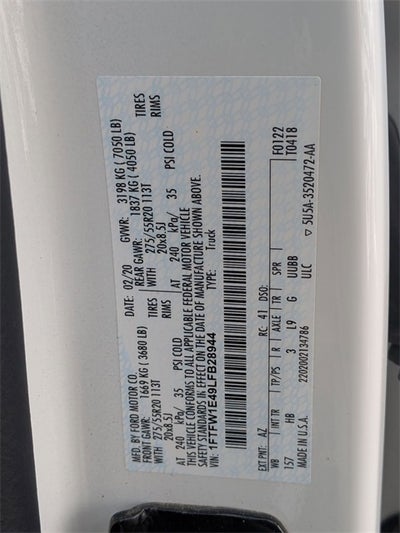 MFD. BY FORD MOTOR CO.
02/20 GVWR: 3198 KG ( 7050 LB)
FRONT GAWR: REAR GAWR:
1669 KG ( 3680 LB) 1837 KG ( 4050 LB)
WITH WITH TIRES
275/55R20 113T 275/55R20 113T RIMS
20x8.5J 20x8.5J TIRES
RIMS
AT 240 kPa/ 35 PSI COLD AT 240 kPa/ 35 PSI COLD
THIS VEHICLE CONFORMS TO ALL APPLICABLE FEDERAL MOTOR VEHICLE
SAFETY STANDARDS IN EFFECT ON THE DATE OF MANUFACTURE SHOWN ABOVE.
VIN: 1FTFW1E49LFB28944 TYPE: Truck
F0122
T0418
EXT PNT: AZ RC: 41 DSO:
WB INT TR TP/PS R AXLE TR SPR
157 HB 3 L9 G UUBB
MADE IN U.S.A. 2202002134786 ULC
5U5A-3520472-AA